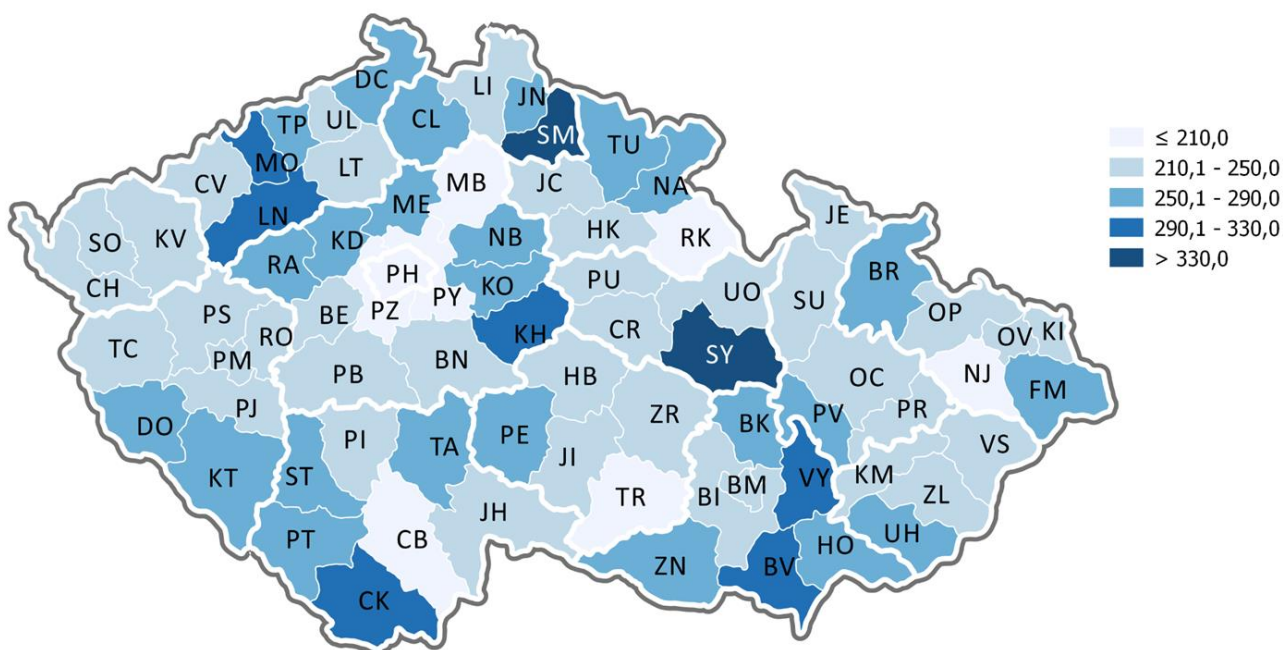 DC
LI
JN
TP
UL
CL
SM
TU
MO
CV
LT
MB
JC
NA
ME
LN
SO
KV
KD
NB
HK
RK
JE
RA
PH
KO
PU
BR
CH
PS
BE
PZ
PY
UO
SU
OP
TC
RO
PM
KH
CR
OV
KI
PB
BN
SY
HB
OC
NJ
FM
PJ
ZR
PR
DO
PI
TA
PE
BK
PV
VS
KT
ST
JI
VY
KM
BM
BI
ZL
TR
PT
CB
JH
HO
UH
ZN
BV
CK
≤ 210,0
210,1 - 250,0
250,1 - 290,0
290,1 - 330,0
> 330,0